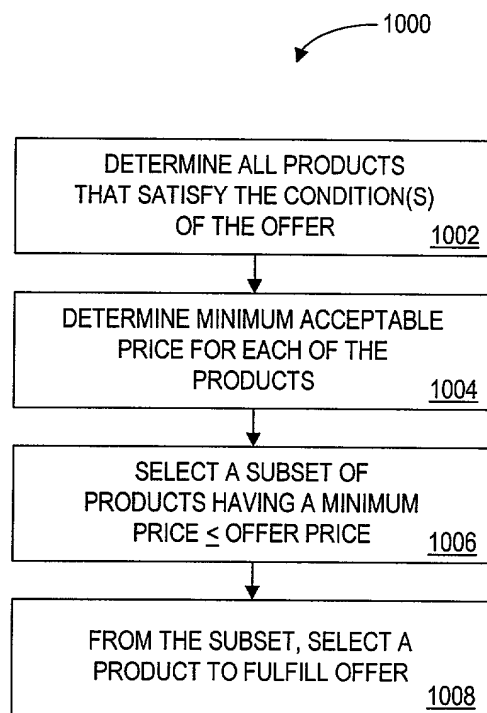 1000
DETERMINE ALL PRODUCTS
THAT SATISFY THE CONDITION(S)
OF THE OFFER
1002
DETERMINE MINIMUM ACCEPTABLE
PRICE FOR EACH OF THE
PRODUCTS
1004
SELECT A SUBSET OF
PRODUCTS HAVING A MINIMUM
PRICE ≤ OFFER PRICE
1006
FROM THE SUBSET, SELECT A
PRODUCT TO FULFILL OFFER
1008